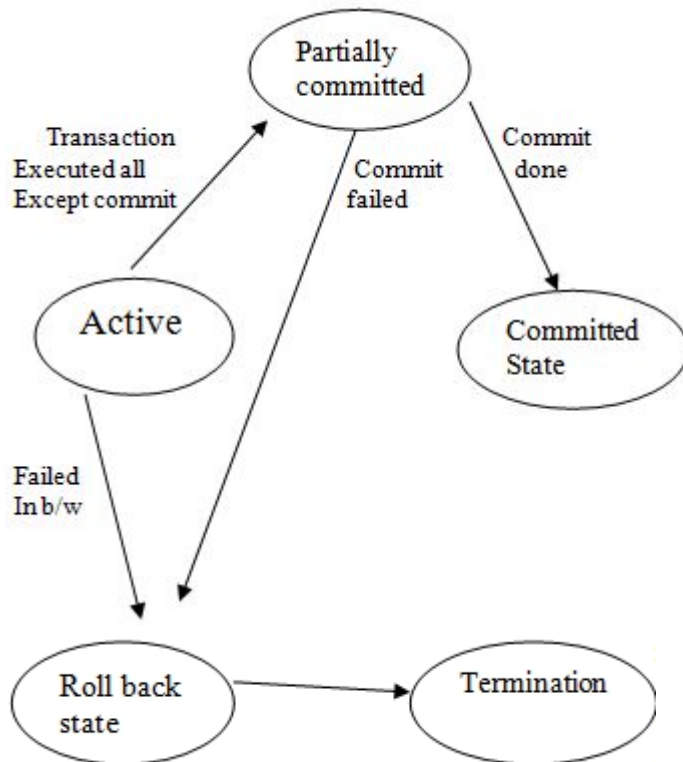 Partially
committed
Transaction
Executed all
Except commit
Commit
failed
Commit
done
Active
Committed
State
Failed
In b/w
Roll back
state
Termination